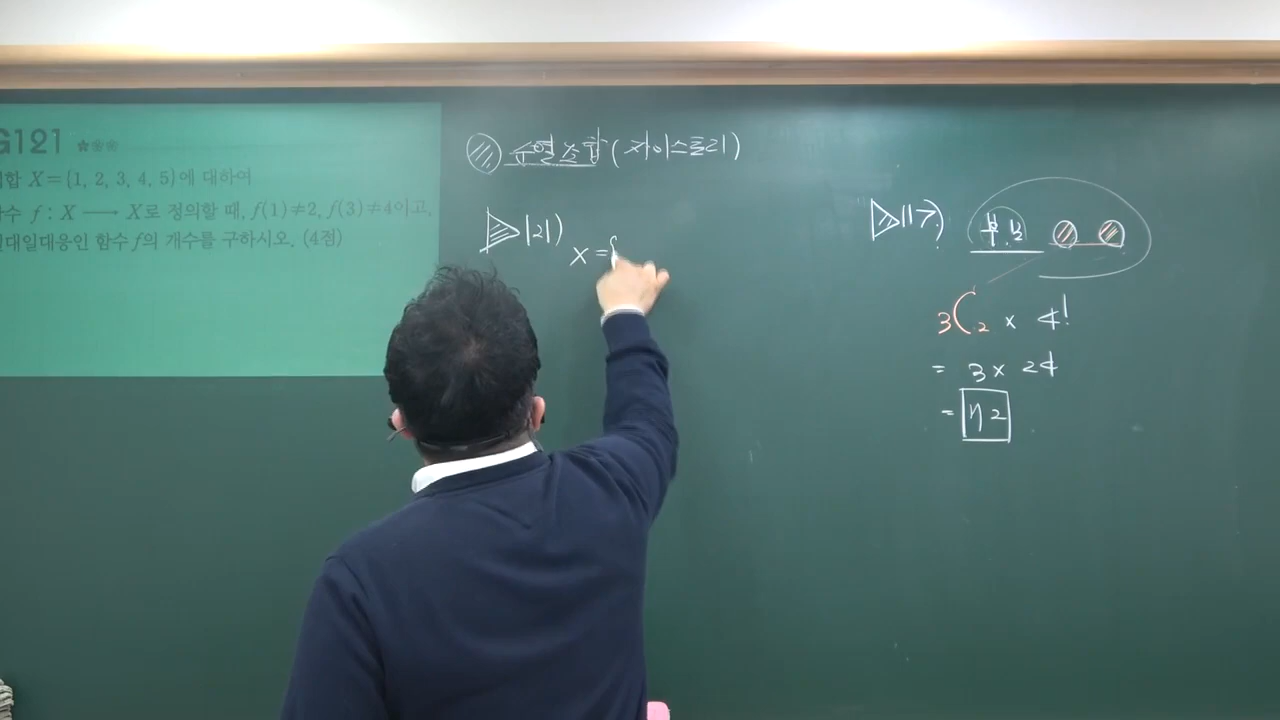 G121
합 X = {1, 2, 3, 4, 5}에 대하여
수 f : X ⟶ X로 정의할 때, f(1)≠2, f(3)≠4이고,
대일대응인 함수 f의 개수를 구하시오. (4점)
순열조합(자이스토리)
121)
X = {
117)
부, 모
3C2 x 4!
= 3 x 24
= 72